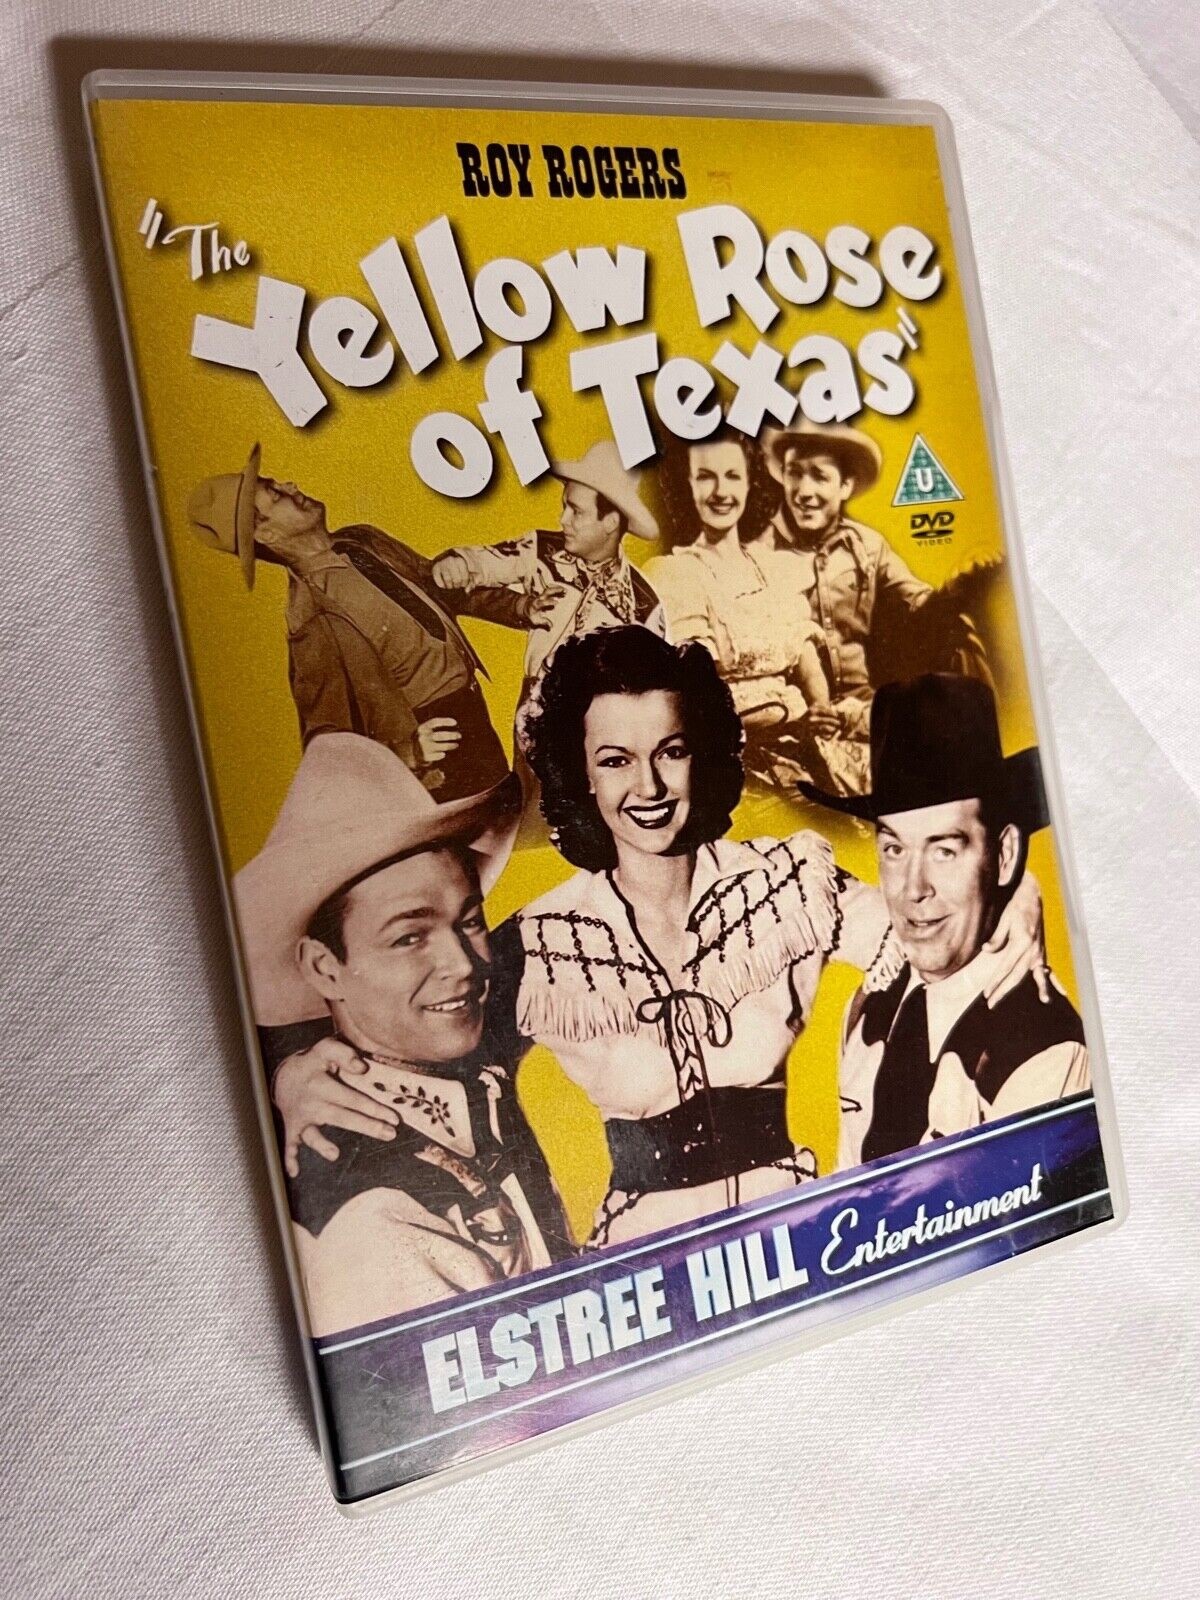 ROY ROGERS
"The
Yellow Rose
of Texas"
U
DVD
VIDEO
ELSTREE HILL Entertainment